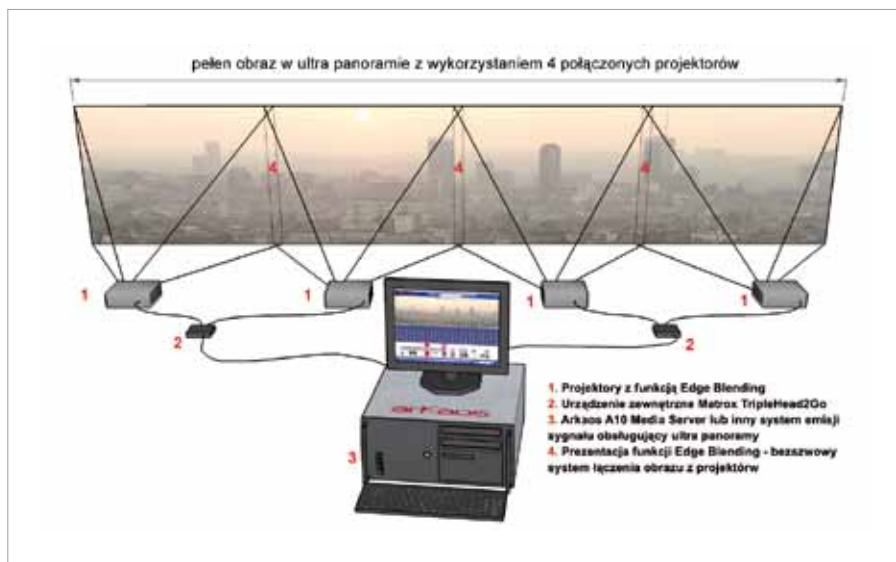 pełen obraz w ultra panoramie z wykorzystaniem 4 połączonych projektorów
4 4 4
1 1 1 1
2 2
arkaos
3
1. Projektory z funkcją Edge Blending
2. Urządzenie zewnętrzne Matrox TripleHead2Go
3. Arkaos A10 Media Server lub inny system emisji
sygnału obsługujący ultra panoramy
4. Prezentacja funkcji Edge Blending - bezszwowy
system łączenia obrazu z projektów